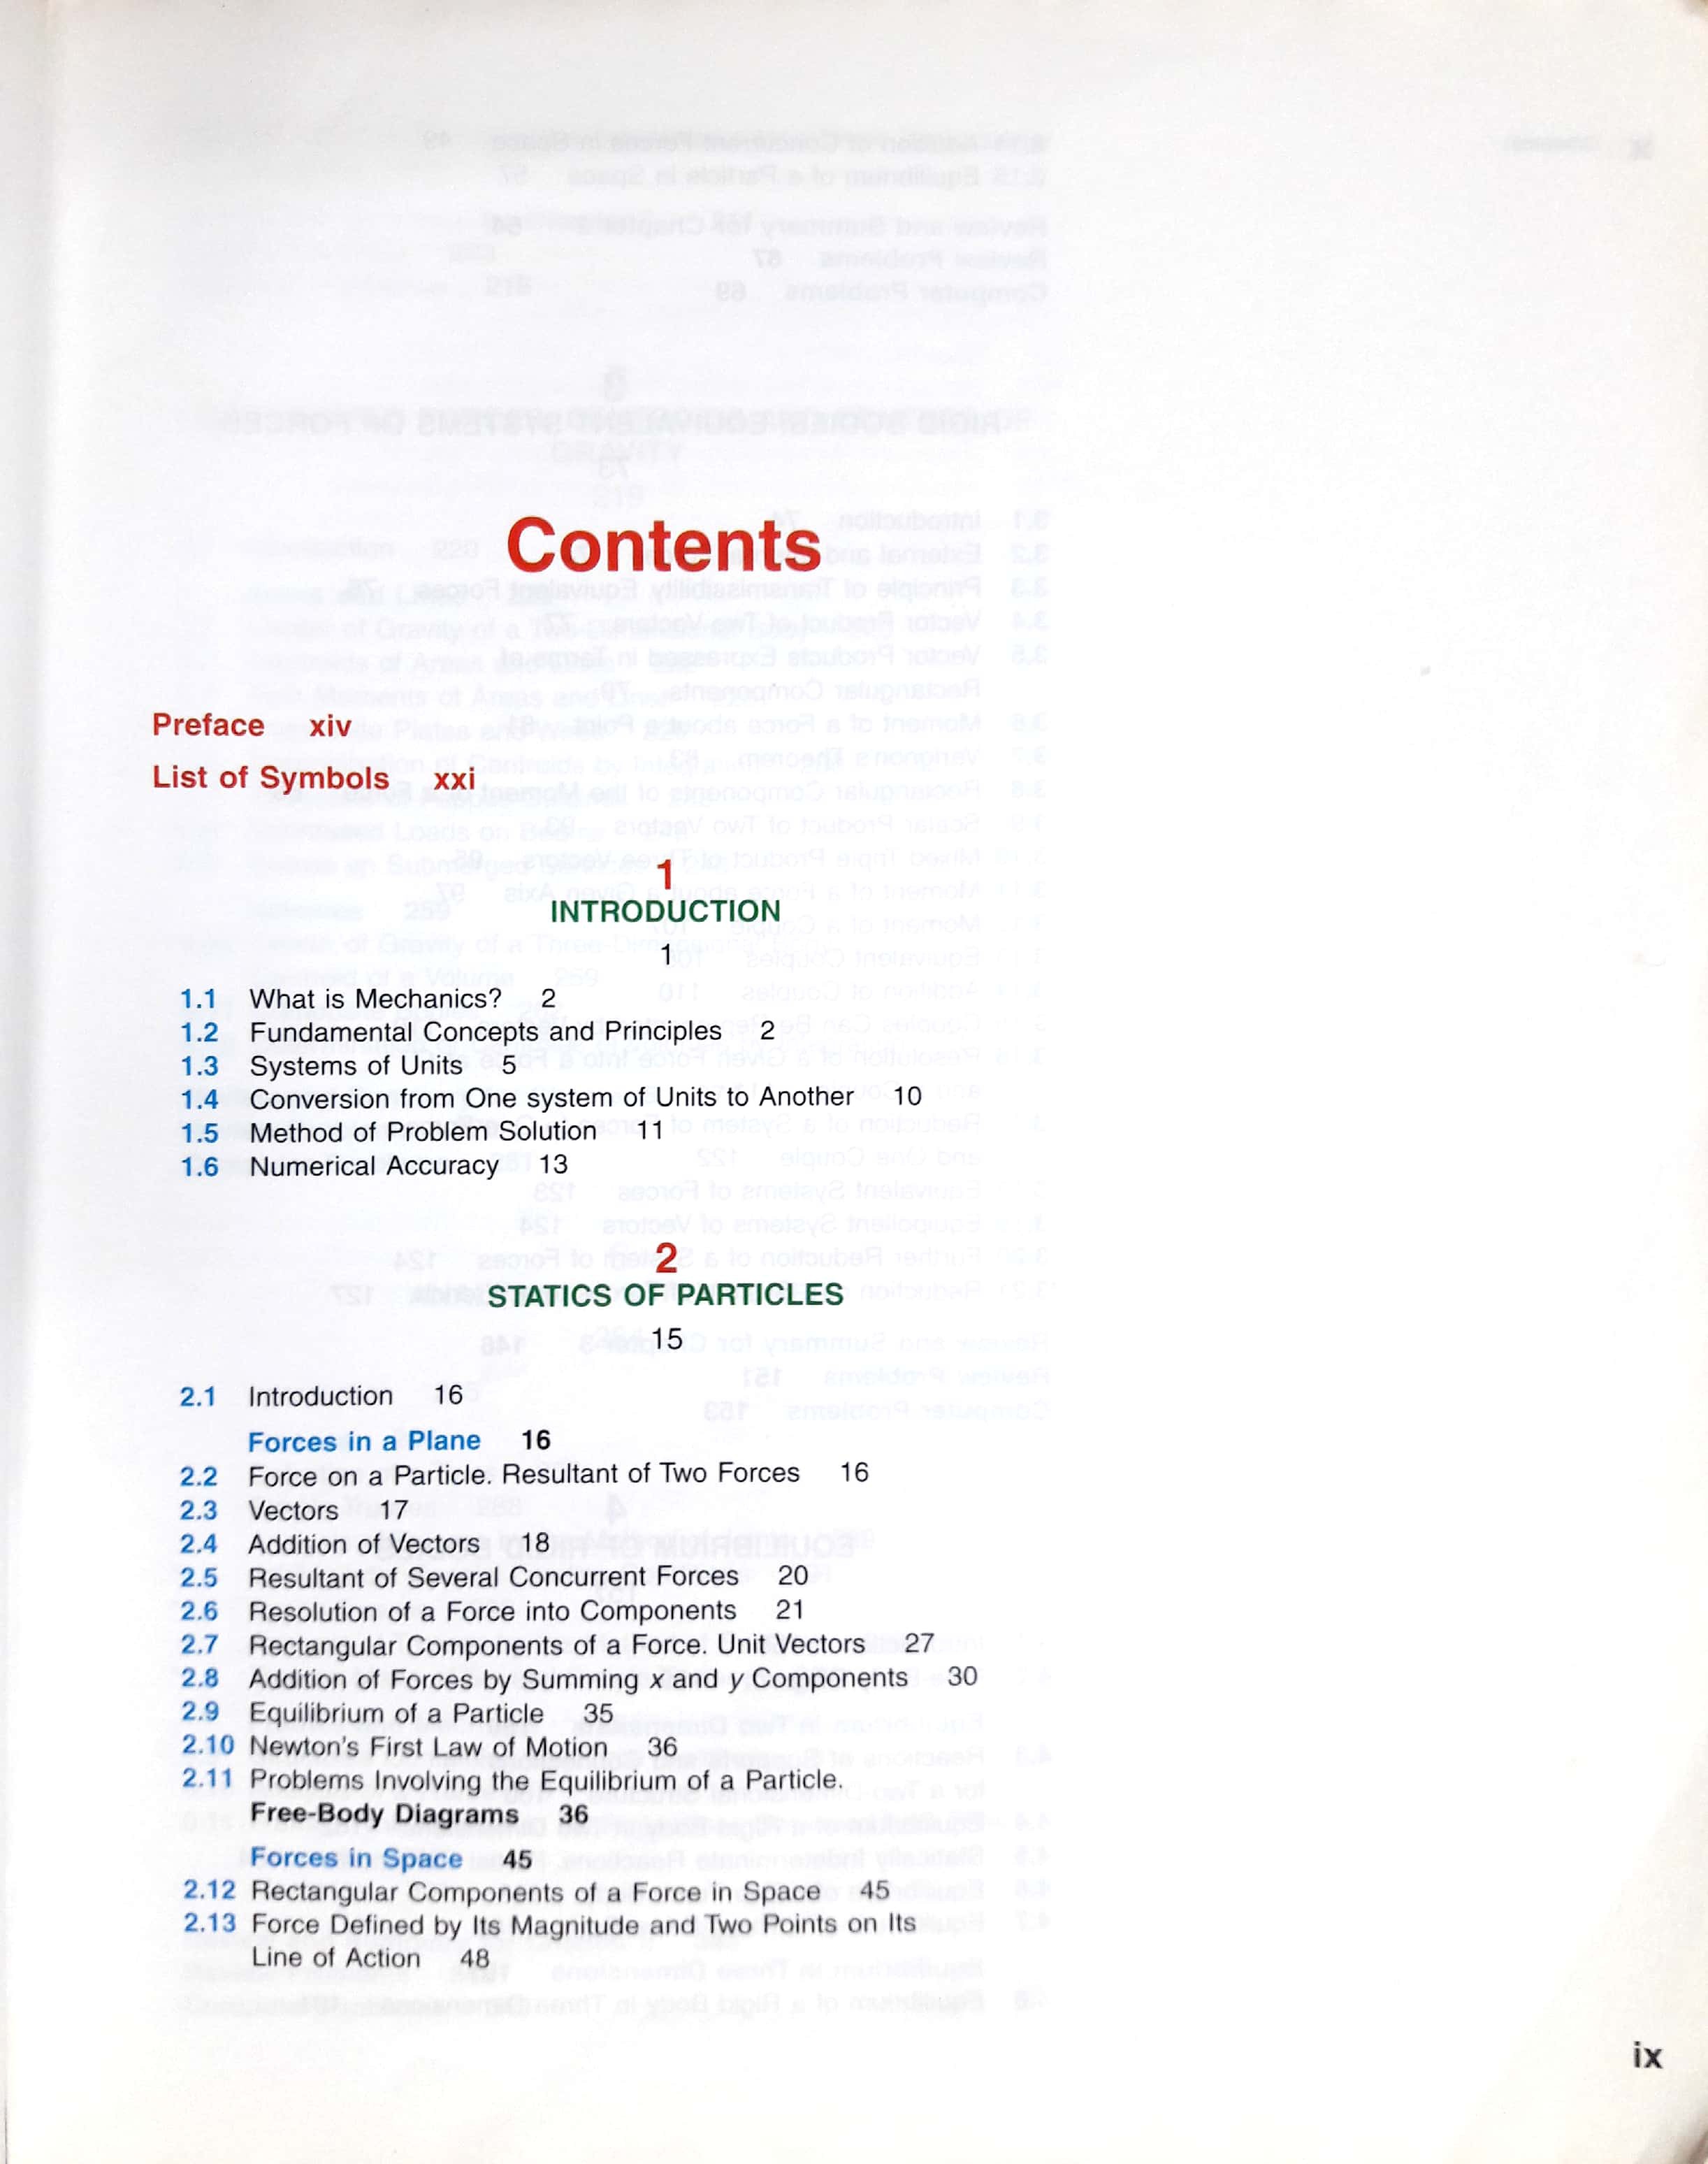 Contents
Preface xiv
List of Symbols xxi
1
INTRODUCTION
1
1.1 What is Mechanics? 2
1.2 Fundamental Concepts and Principles 2
1.3 Systems of Units 5
1.4 Conversion from One system of Units to Another 10
1.5 Method of Problem Solution 11
1.6 Numerical Accuracy 13
2
STATICS OF PARTICLES
15
2.1 Introduction 16
Forces in a Plane 16
2.2 Force on a Particle. Resultant of Two Forces 16
2.3 Vectors 17
2.4 Addition of Vectors 18
2.5 Resultant of Several Concurrent Forces 20
2.6 Resolution of a Force into Components 21
2.7 Rectangular Components of a Force. Unit Vectors 27
2.8 Addition of Forces by Summing x and y Components 30
2.9 Equilibrium of a Particle 35
2.10 Newton's First Law of Motion 36
2.11 Problems Involving the Equilibrium of a Particle.
Free-Body Diagrams 36
Forces in Space 45
2.12 Rectangular Components of a Force in Space 45
2.13 Force Defined by Its Magnitude and Two Points on Its
Line of Action 48
ix